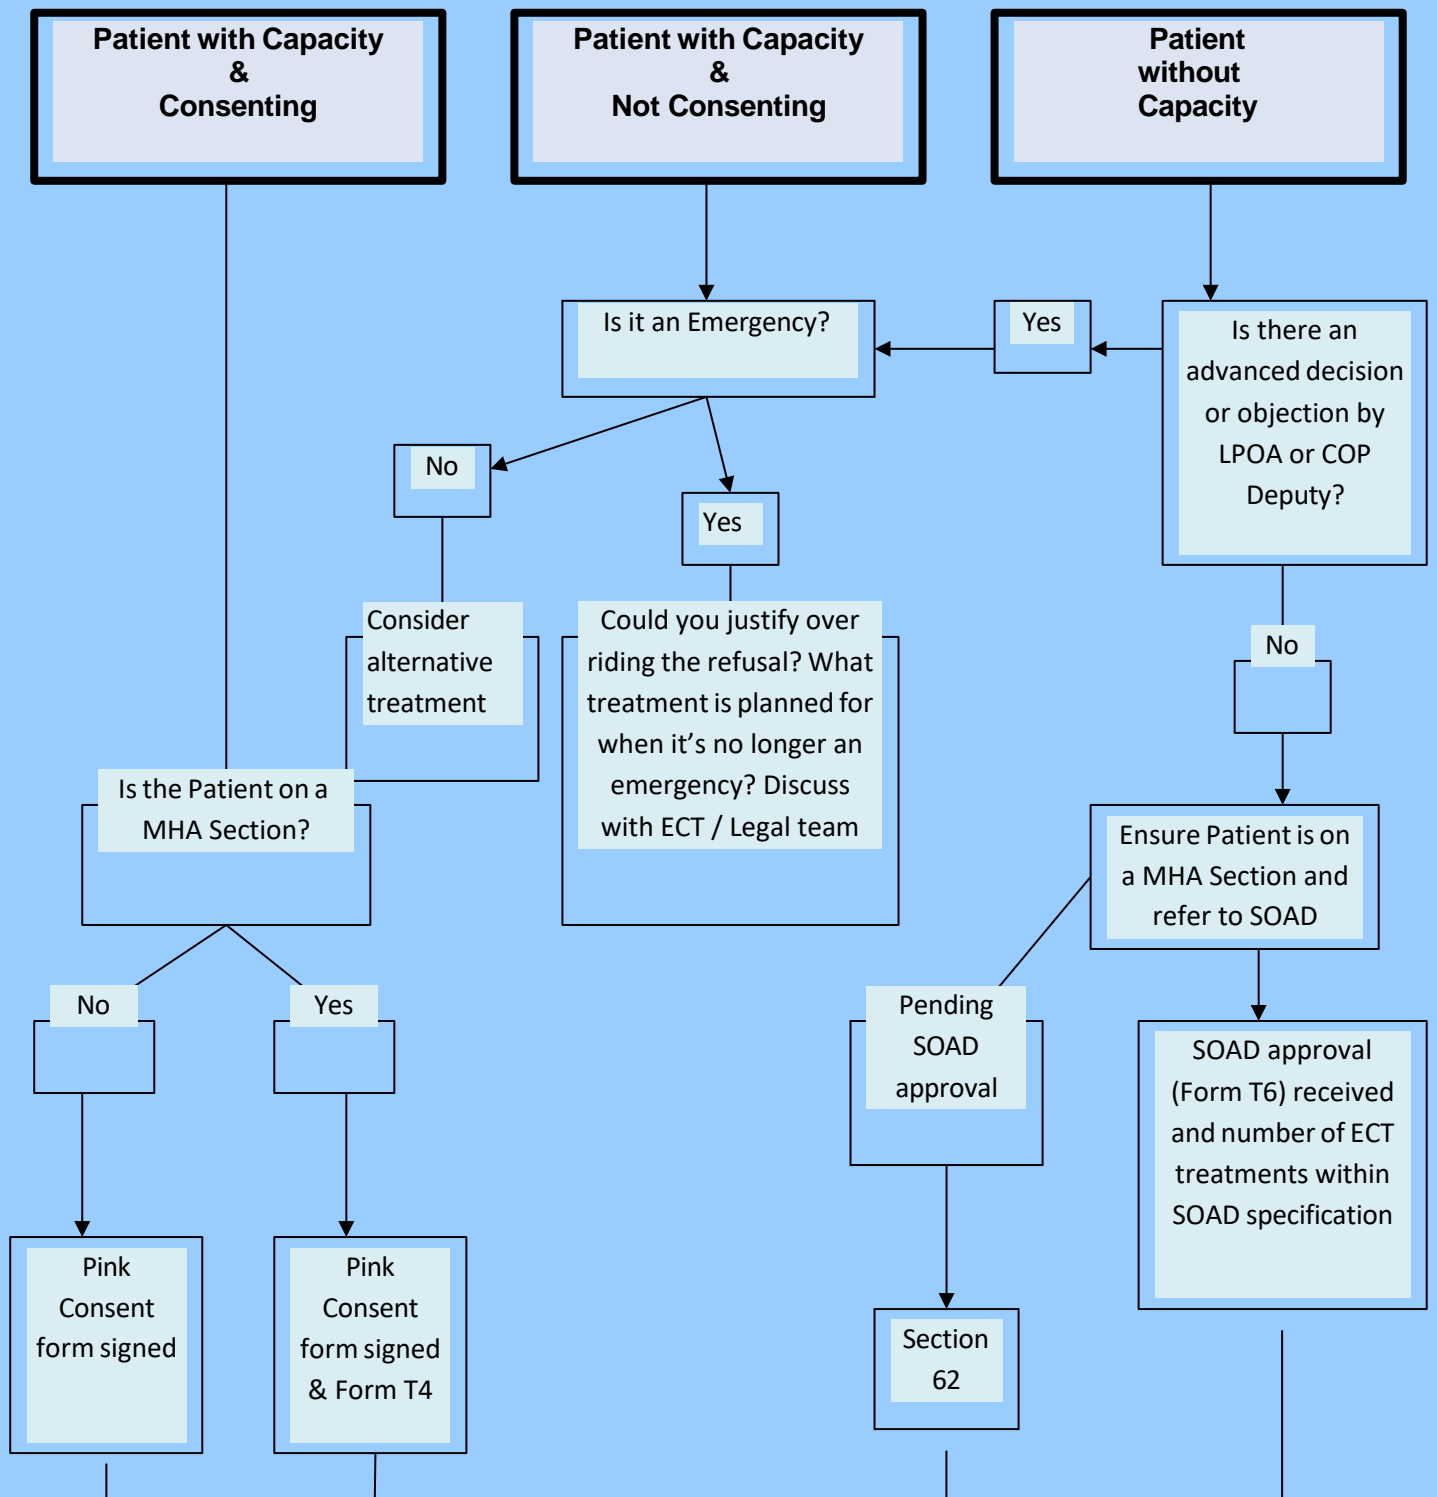 Patient with Capacity
&
Consenting
Patient with Capacity
&
Not Consenting
Patient
without
Capacity
Is it an Emergency?
Yes
Is there an
advanced decision
or objection by
LPOA or COP
Deputy?
No
Yes
Consider
alternative
treatment
Could you justify over
riding the refusal? What
treatment is planned for
when it’s no longer an
emergency? Discuss
with ECT / Legal team
No
Is the Patient on a
MHA Section?
Ensure Patient is on
a MHA Section and
refer to SOAD
No
Yes
Pending
SOAD
approval
SOAD approval
(Form T6) received
and number of ECT
treatments within
SOAD specification
Pink
Consent
form signed
Pink
Consent
form signed
& Form T4
Section
62